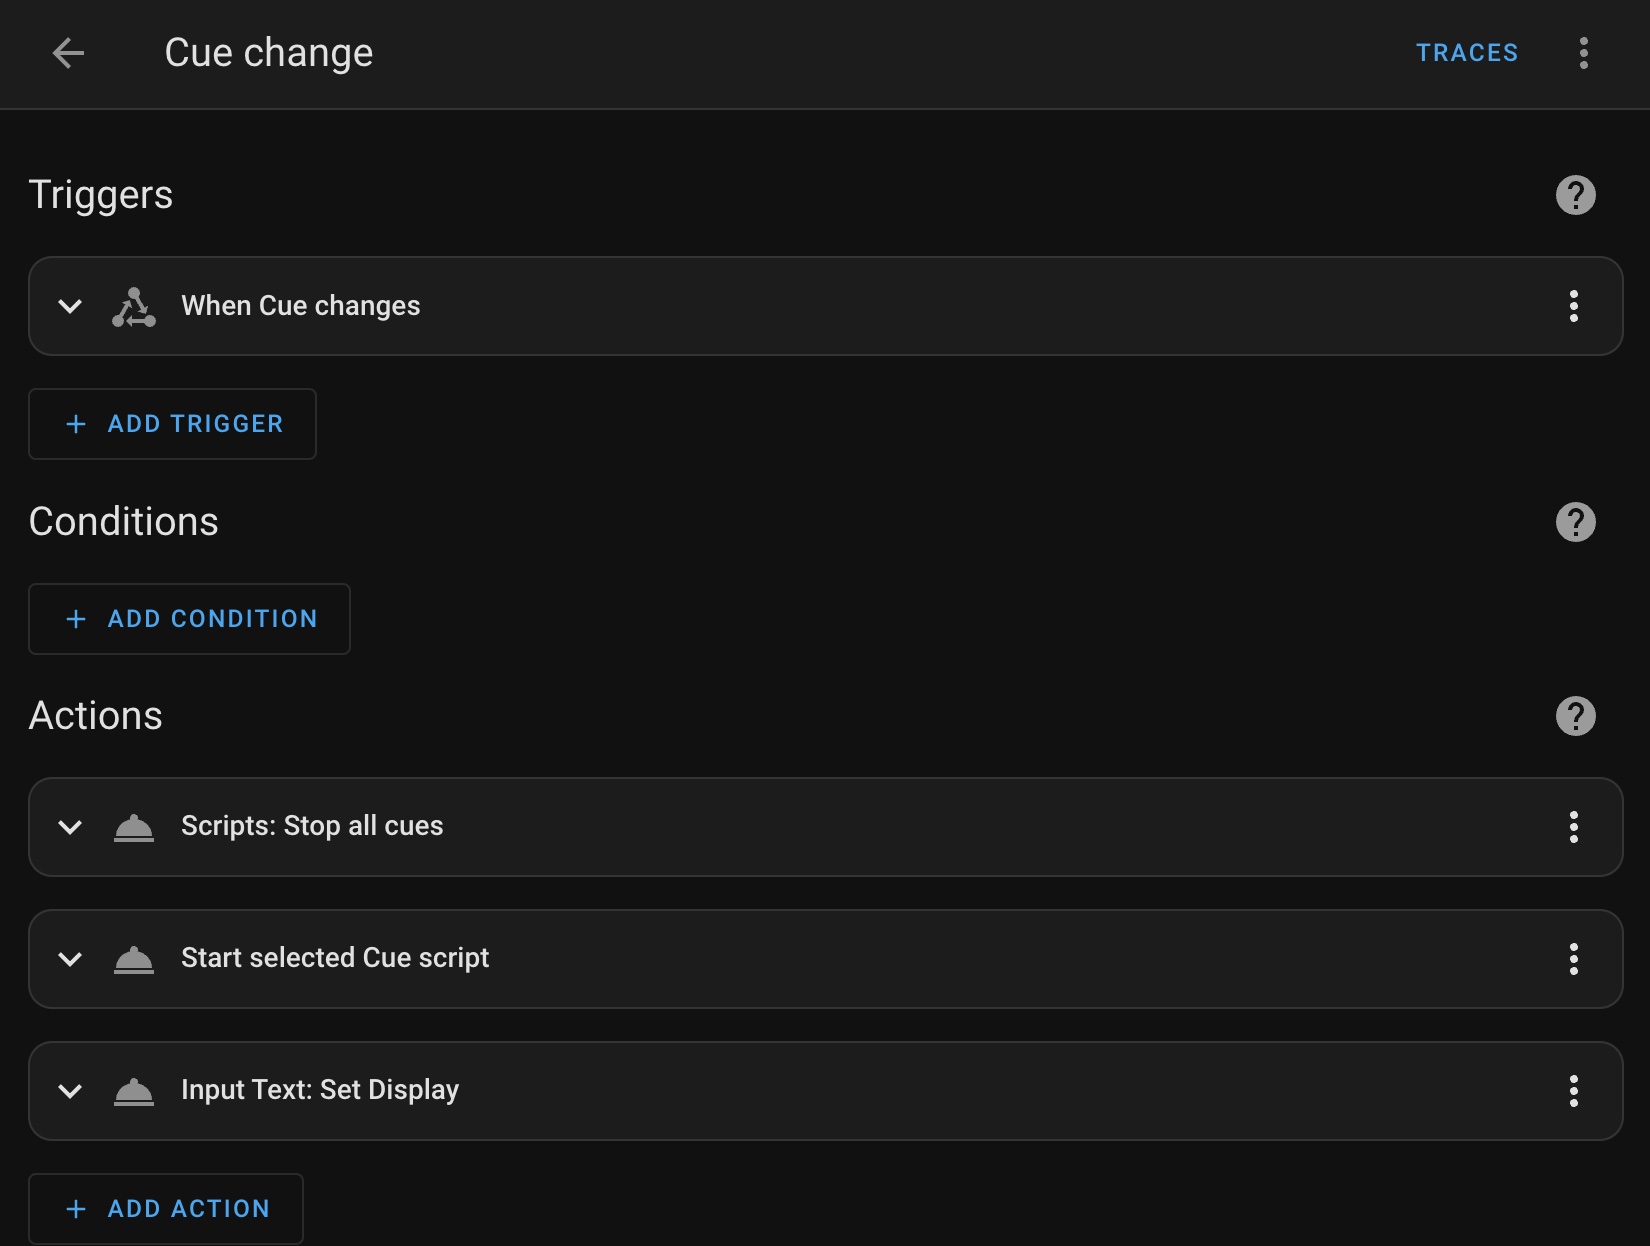 Cue change
TRACES
Triggers
When Cue changes
+ ADD TRIGGER
Conditions
+ ADD CONDITION
Actions
Scripts: Stop all cues
Start selected Cue script
Input Text: Set Display
+ ADD ACTION